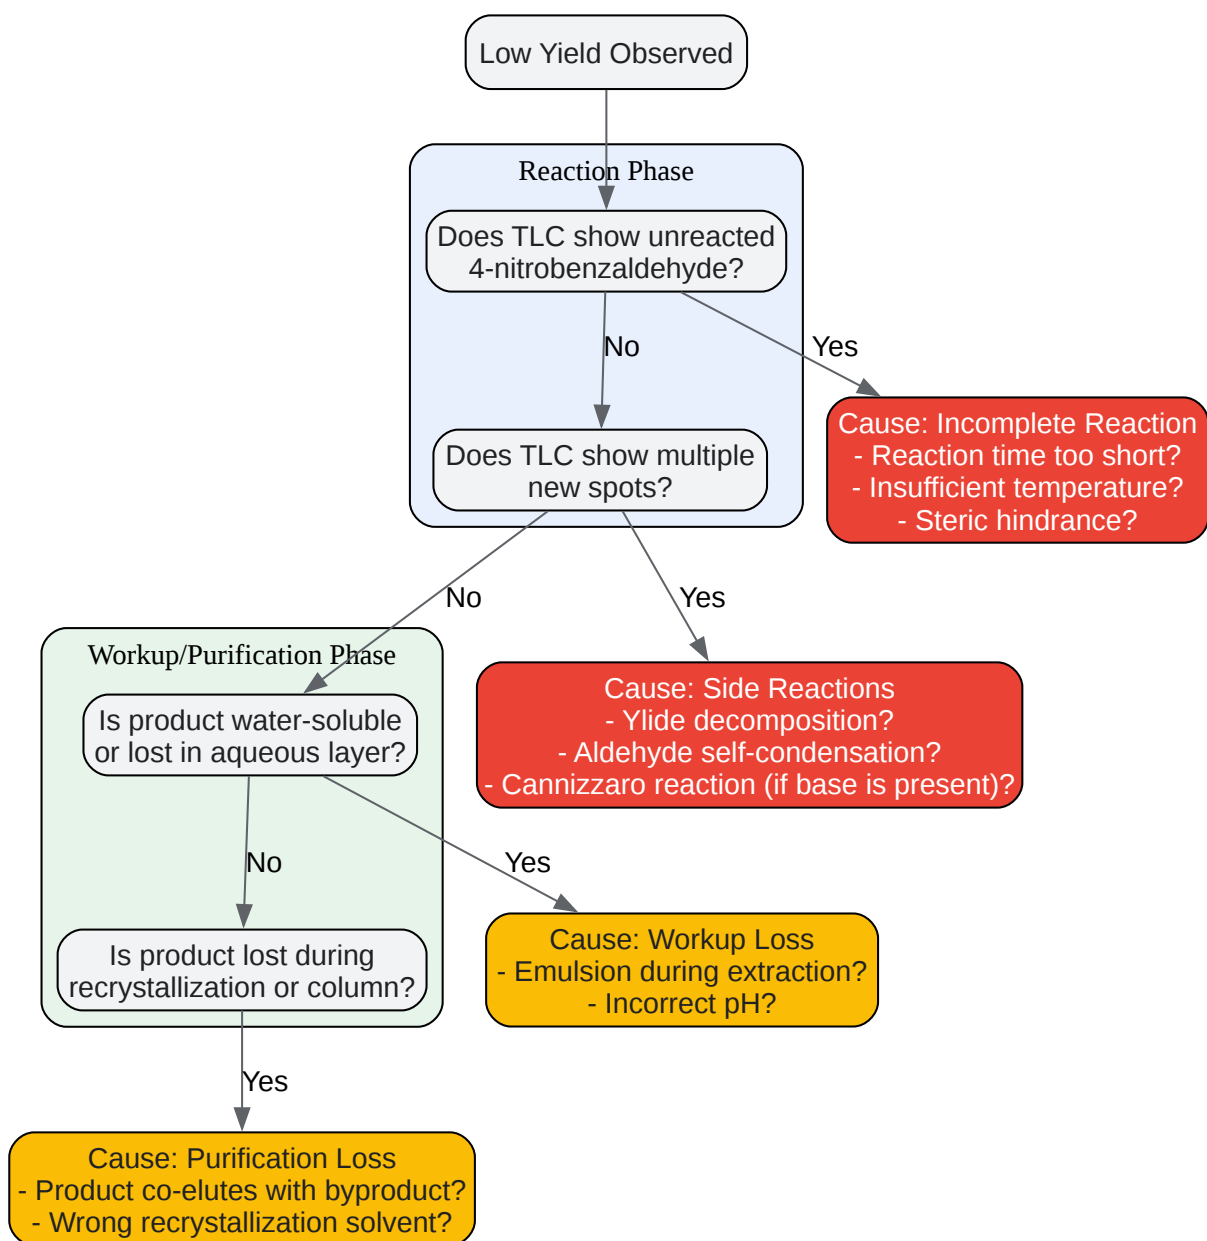 Low Yield Observed
Reaction Phase
Does TLC show unreacted
4-nitrobenzaldehyde?
No
Yes
Cause: Incomplete Reaction
- Reaction time too short?
- Insufficient temperature?
- Steric hindrance?
Does TLC show multiple
new spots?
No
Yes
Workup/Purification Phase
Is product water-soluble
or lost in aqueous layer?
Cause: Side Reactions
- Ylide decomposition?
- Aldehyde self-condensation?
- Cannizzaro reaction (if base is present)?
No
Yes
Is product lost during
recrystallization or column?
Cause: Workup Loss
- Emulsion during extraction?
- Incorrect pH?
Yes
Cause: Purification Loss
- Product co-elutes with byproduct?
- Wrong recrystallization solvent?